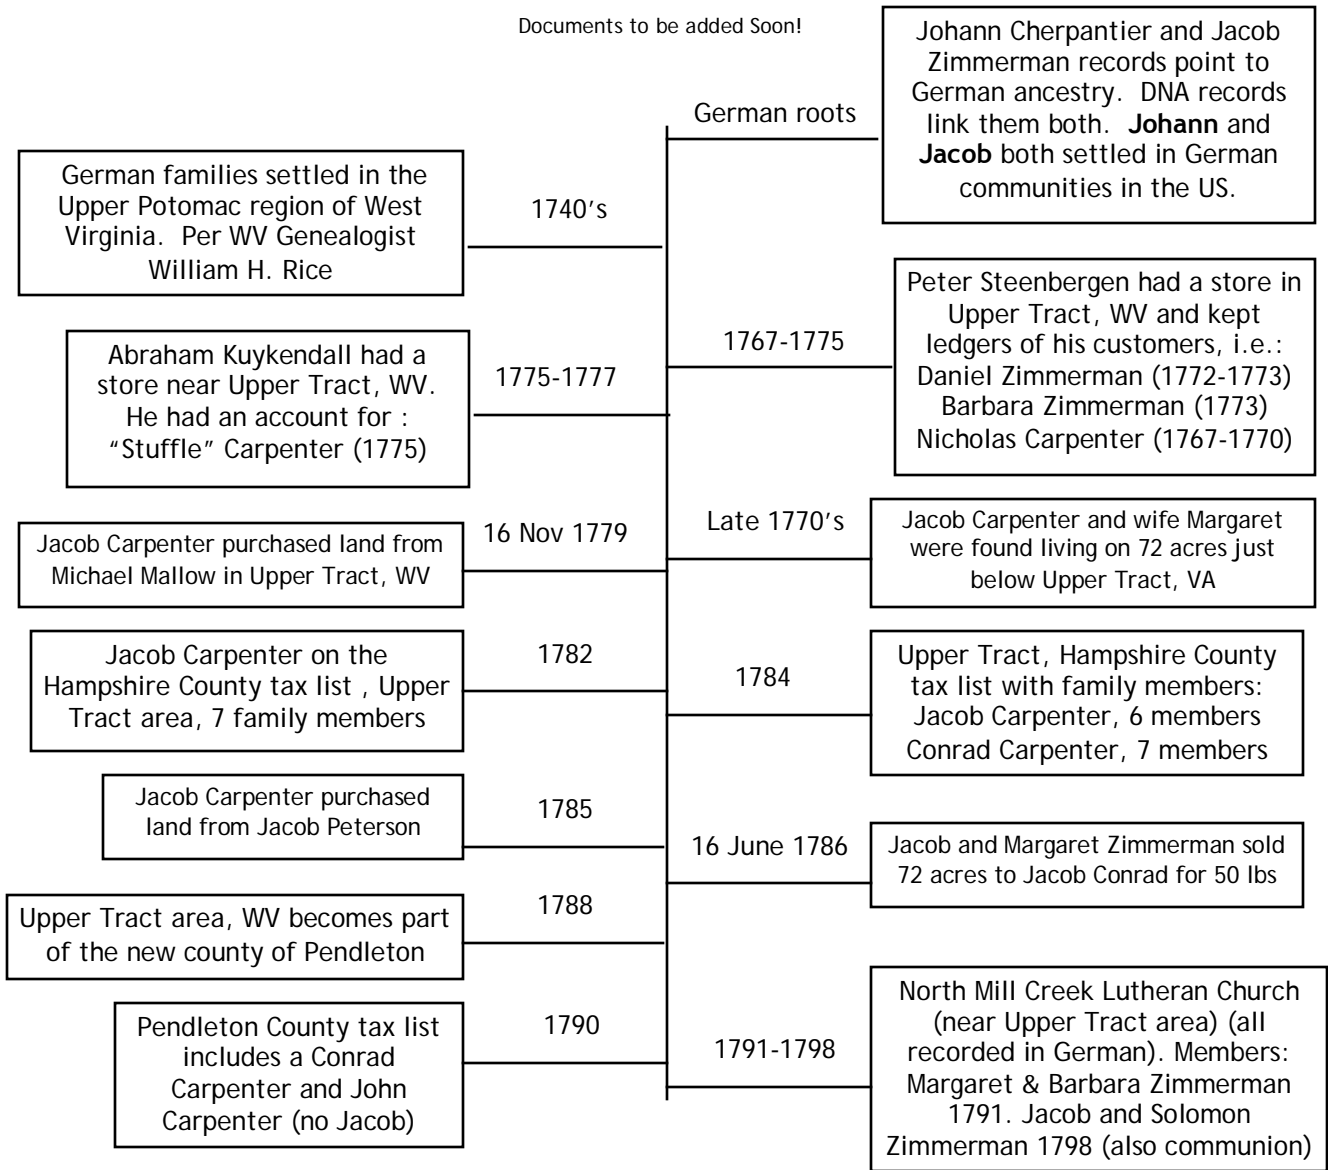 Documents to be added Soon!
German roots
Johann Cherpantier and Jacob
Zimmerman records point to
German ancestry.  DNA records
link them both.  Johann and
Jacob both settled in German
communities in the US.
1740's
German families settled in the
Upper Potomac region of West
Virginia.  Per WV Genealogist
William H. Rice
1767-1775
Peter Steenbergen had a store in
Upper Tract, WV and kept
ledgers of his customers, i.e.:
Daniel Zimmerman (1772-1773)
Barbara Zimmerman (1773)
Nicholas Carpenter (1767-1770)
1775-1777
Abraham Kuykendall had a
store near Upper Tract, WV.
He had an account for :
"Stuffle" Carpenter (1775)
Late 1770's
Jacob Carpenter and wife Margaret
were found living on 72 acres just
below Upper Tract, VA
16 Nov 1779
Jacob Carpenter purchased land from
Michael Mallow in Upper Tract, WV
1782
Jacob Carpenter on the
Hampshire County tax list , Upper
Tract area, 7 family members
1784
Upper Tract, Hampshire County
tax list with family members:
Jacob Carpenter, 6 members
Conrad Carpenter, 7 members
1785
Jacob Carpenter purchased
land from Jacob Peterson
16 June 1786
Jacob and Margaret Zimmerman sold
72 acres to Jacob Conrad for 50 lbs
1788
Upper Tract area, WV becomes part
of the new county of Pendleton
1790
Pendleton County tax list
includes a Conrad
Carpenter and John
Carpenter (no Jacob)
1791-1798
North Mill Creek Lutheran Church
(near Upper Tract area) (all
recorded in German). Members:
Margaret & Barbara Zimmerman
1791. Jacob and Solomon
Zimmerman 1798 (also communion)